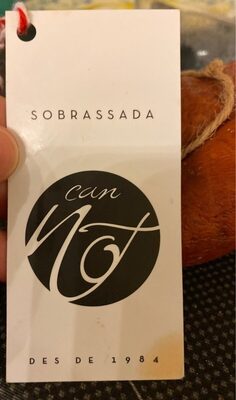 SOBRASSADA
can
Not
DES DE 1984